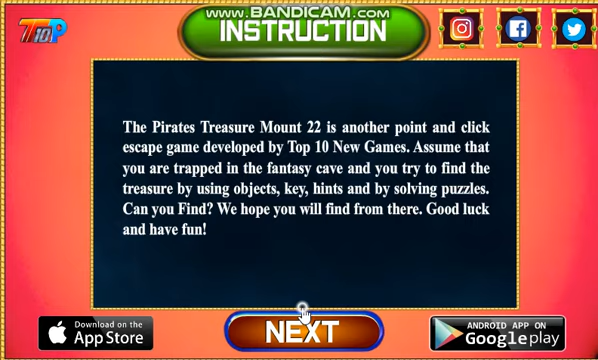 www.BANDICAM.com
INSTRUCTION
T10P
The Pirates Treasure Mount 22 is another point and click
escape game developed by Top 10 New Games. Assume that
you are trapped in the fantasy cave and you try to find the
treasure by using objects, key, hints and by solving puzzles.
Can you Find? We hope you will find from there. Good luck
and have fun!
Download on the
App Store
NEXT
ANDROID APP ON
Google play